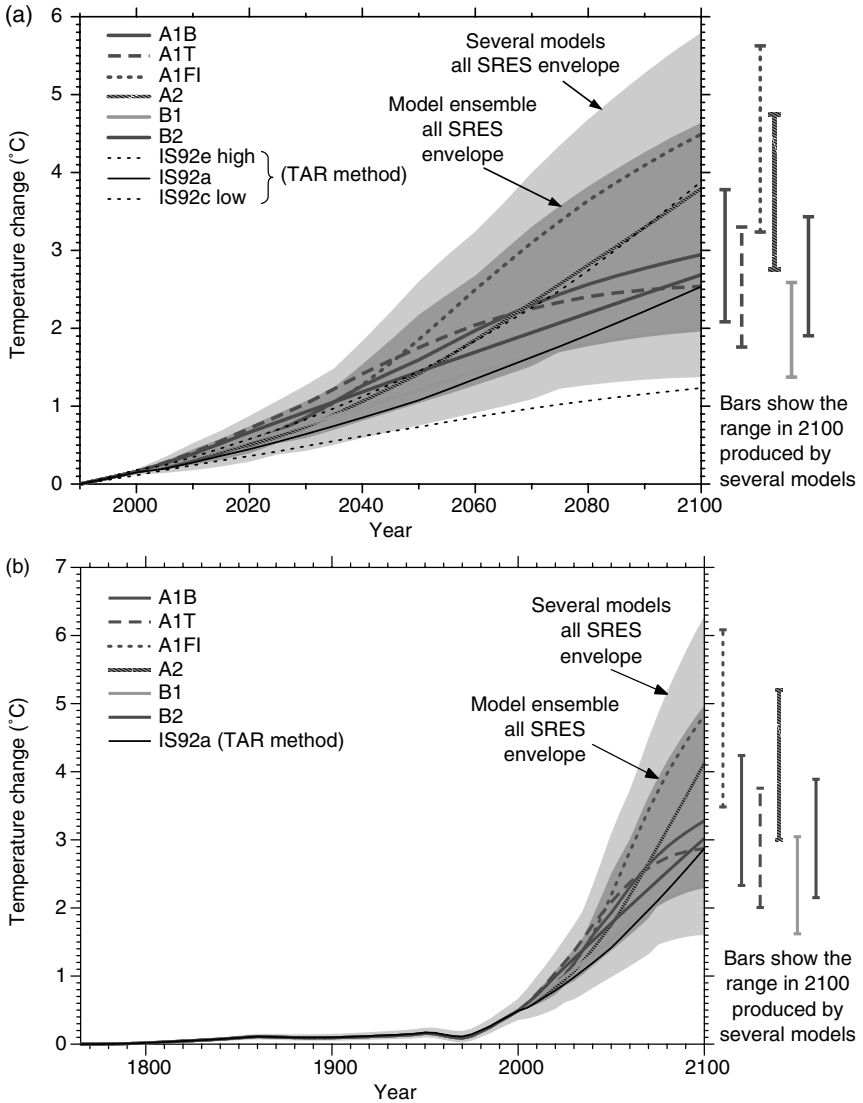 (a)
6
5
4
3
2
1
0
Temperature change (°C)
A1B
A1T
A1FI
A2
B1
B2
IS92e high
IS92a
IS92c low
(TAR method)
Several models
all SRES envelope
Model ensemble
all SRES
envelope
2000
2020
2040
2060
2080
2100
Year
Bars show the
range in 2100
produced by
several models
(b)
7
6
5
4
3
2
1
0
Temperature change (°C)
A1B
A1T
A1FI
A2
B1
B2
IS92a (TAR method)
Several models
all SRES
envelope
Model ensemble
all SRES
envelope
1800
1900
2000
2100
Year
Bars show the
range in 2100
produced by
several models